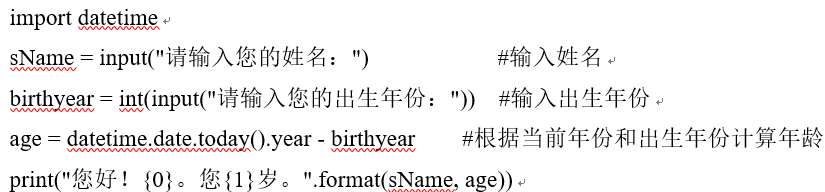 import datetime
sName = input("请输入您的姓名：") #输入姓名
birthyear = int(input("请输入您的出生年份：")) #输入出生年份
age = datetime.date.today().year - birthyear #根据当前年份和出生年份计算年龄
print("您好！{0}。您{1}岁。".format(sName, age))